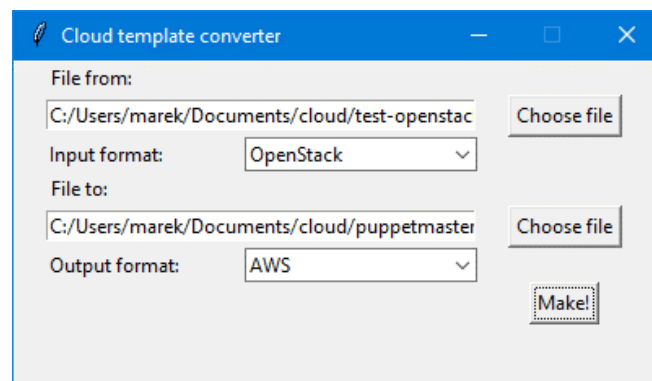 Cloud template converter
File from:
C:/Users/marek/Documents/cloud/test-openstac Choose file
Input format: OpenStack
File to:
C:/Users/marek/Documents/cloud/puppetmaster Choose file
Output format: AWS
Make!